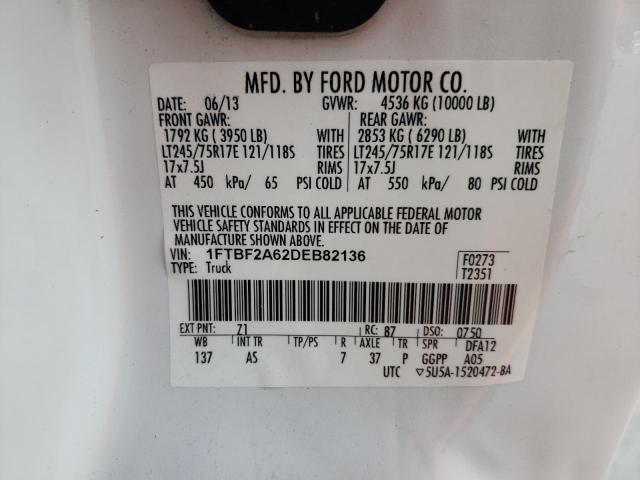 MFD. BY FORD MOTOR CO.
DATE: 06/13 GVWR: 4536 KG (10000 LB)
FRONT GAWR: REAR GAWR:
1792 KG ( 3950 LB) WITH 2853 KG ( 6290 LB) WITH
LT245/75R17E 121/118S TIRES LT245/75R17E 121/118S TIRES
17x7.5J RIMS 17x7.5J RIMS
AT 450 kPa/ 65 PSI COLD AT 550 kPa/ 80 PSI COLD
THIS VEHICLE CONFORMS TO ALL APPLICABLE FEDERAL MOTOR
VEHICLE SAFETY STANDARDS IN EFFECT ON THE DATE OF
MANUFACTURE SHOWN ABOVE.
VIN: 1FTBF2A62DEB82136 F0273
TYPE: Truck T2351
EXT PNT: Z1 RC: 87 DSO: 0750
WB INT TR TP/PS R AXLE TR SPR DFA12
137 AS 7 37 P GGPP A05
UTC ▽5U5A-1520472-BA